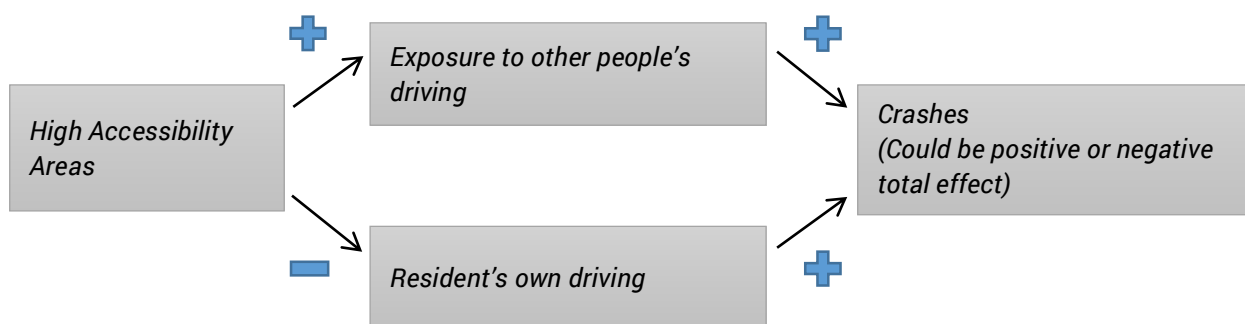 High Accessibility
Areas
Exposure to other people’s
driving
Resident’s own driving
Crashes
(Could be positive or negative
total effect)